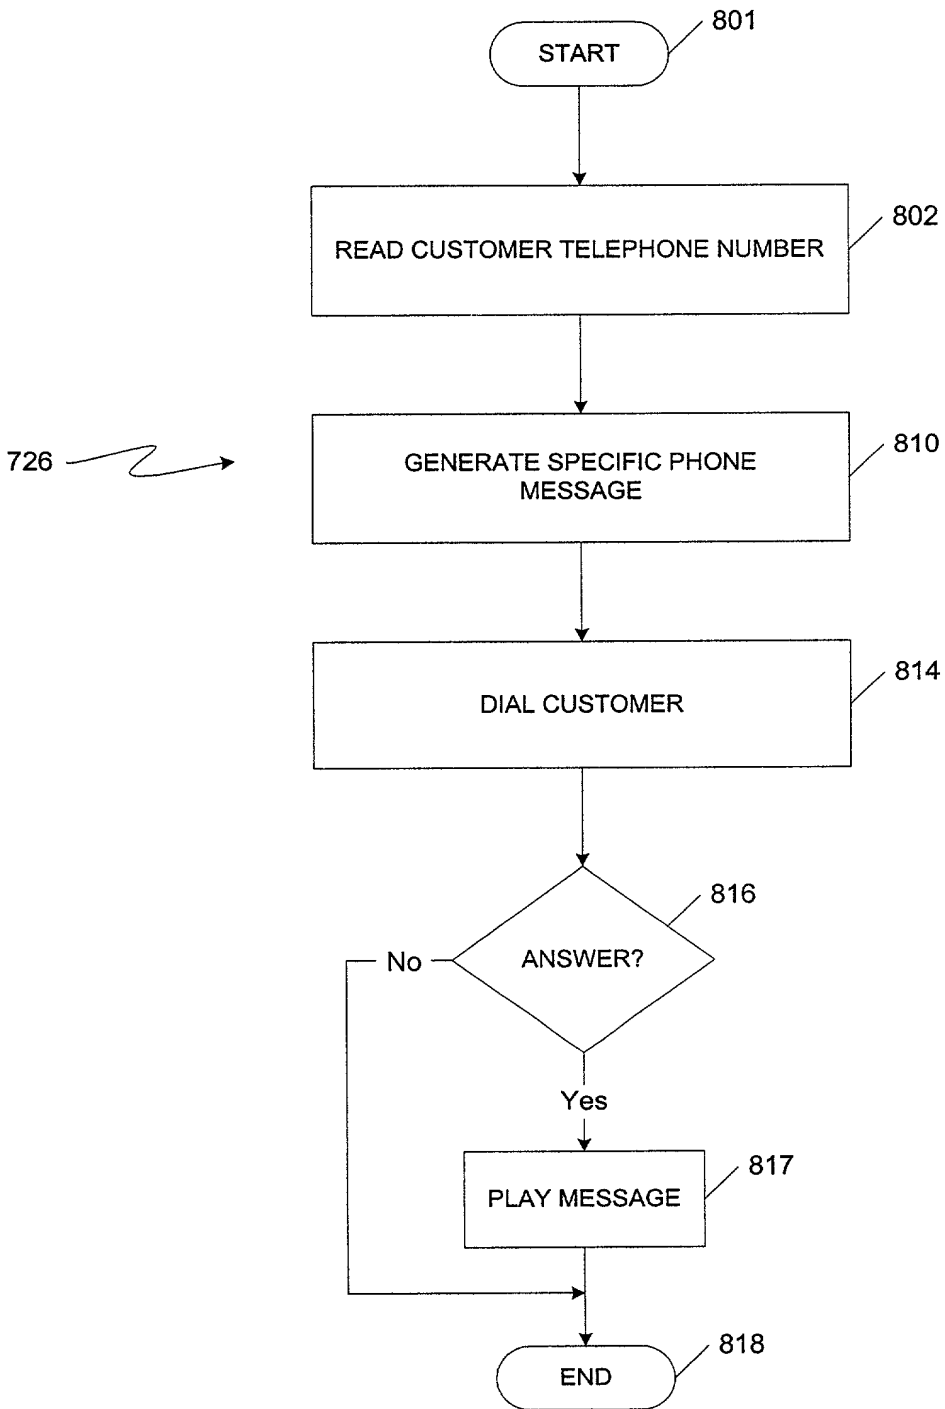 801
START
802
READ CUSTOMER TELEPHONE NUMBER
726
810
GENERATE SPECIFIC PHONE
MESSAGE
814
DIAL CUSTOMER
816
ANSWER?
No
Yes
817
PLAY MESSAGE
818
END